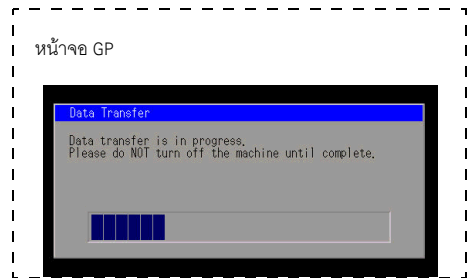 หน้าจอ GP
Data Transfer
Data transfer is in progress.
Please do NOT turn off the machine until complete.